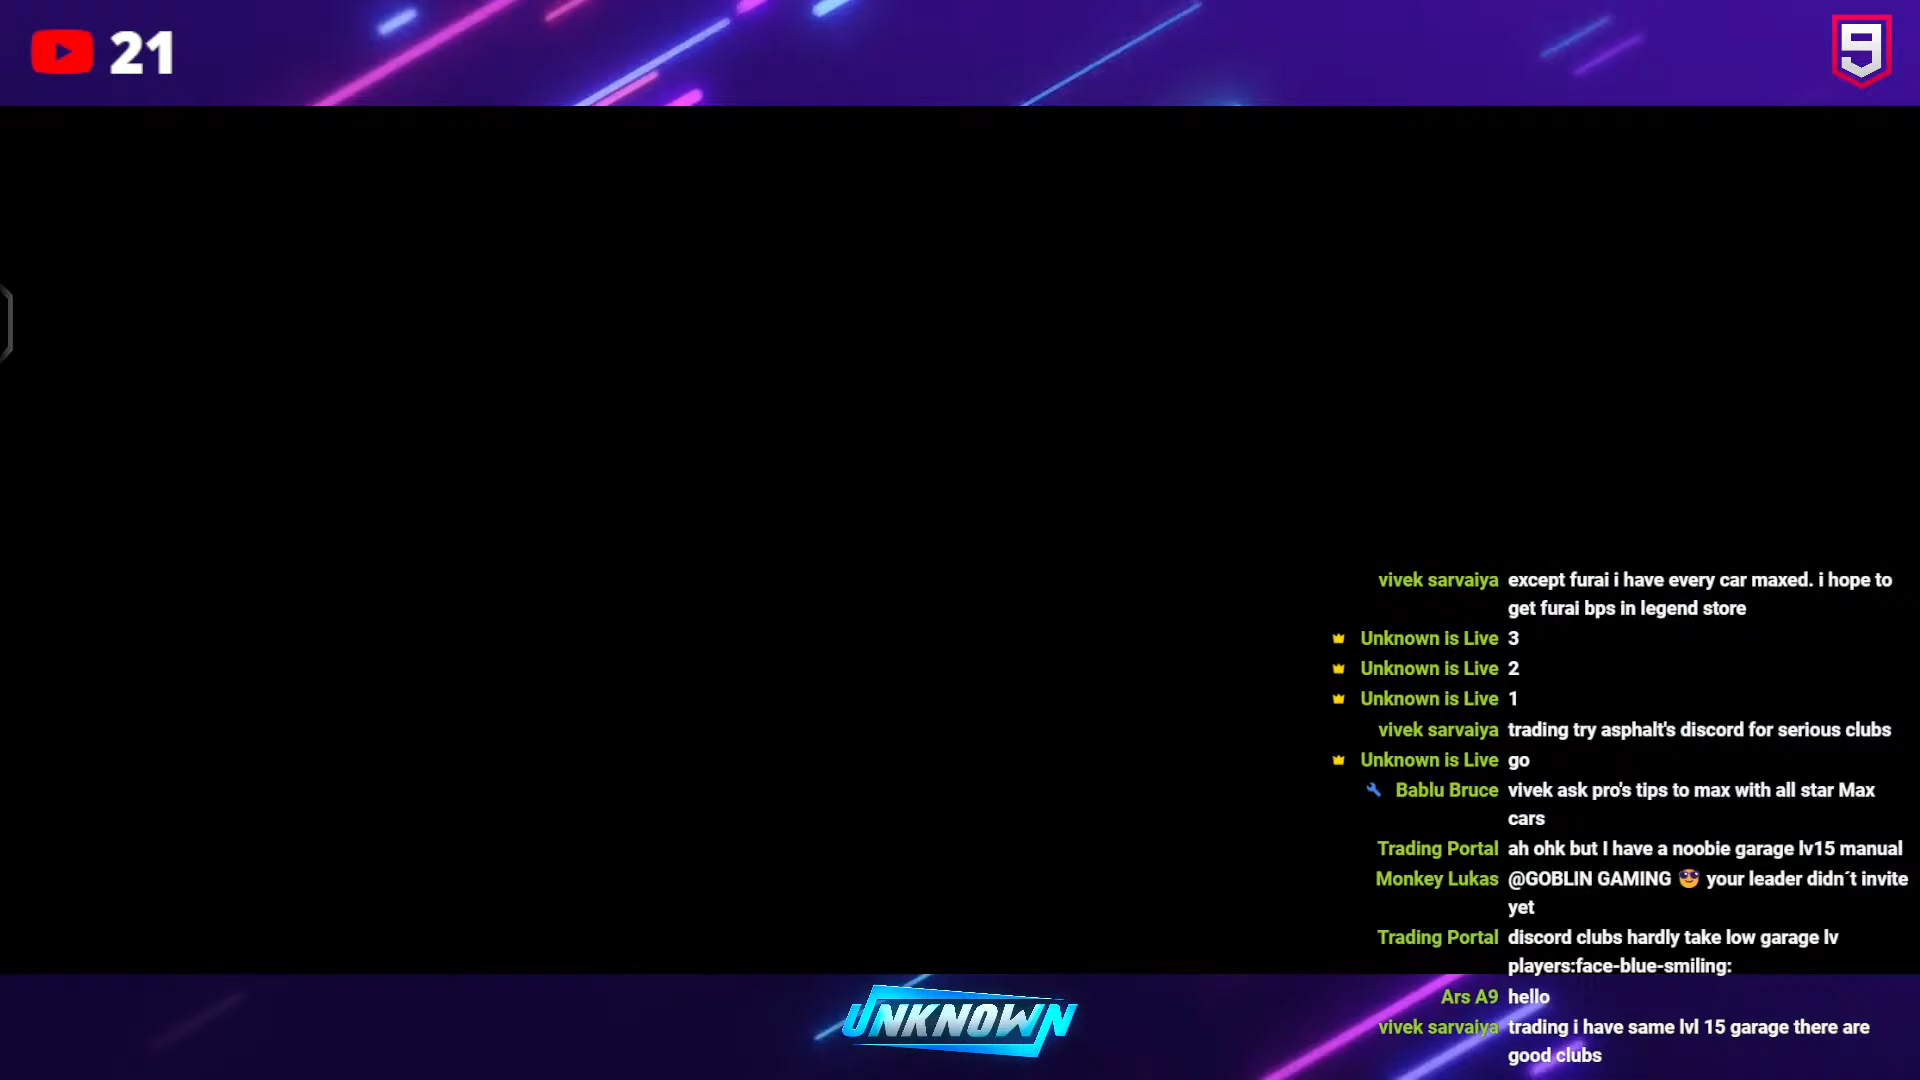 21
9
vivek sarvaiya except furai i have every car maxed. i hope to
get furai bps in legend store
Unknown is Live 3
Unknown is Live 2
Unknown is Live 1
vivek sarvaiya trading try asphalt's discord for serious clubs
Unknown is Live go
Bablu Bruce vivek ask pro's tips to max with all star Max
cars
Trading Portal ah ohk but I have a noobie garage lv15 manual
Monkey Lukas @GOBLIN GAMING 😎 your leader didn´t invite
yet
Trading Portal discord clubs hardly take low garage lv
players:face-blue-smiling:
Ars A9 hello
vivek sarvaiya trading i have same lvl 15 garage there are
good clubs
UNKNOWN